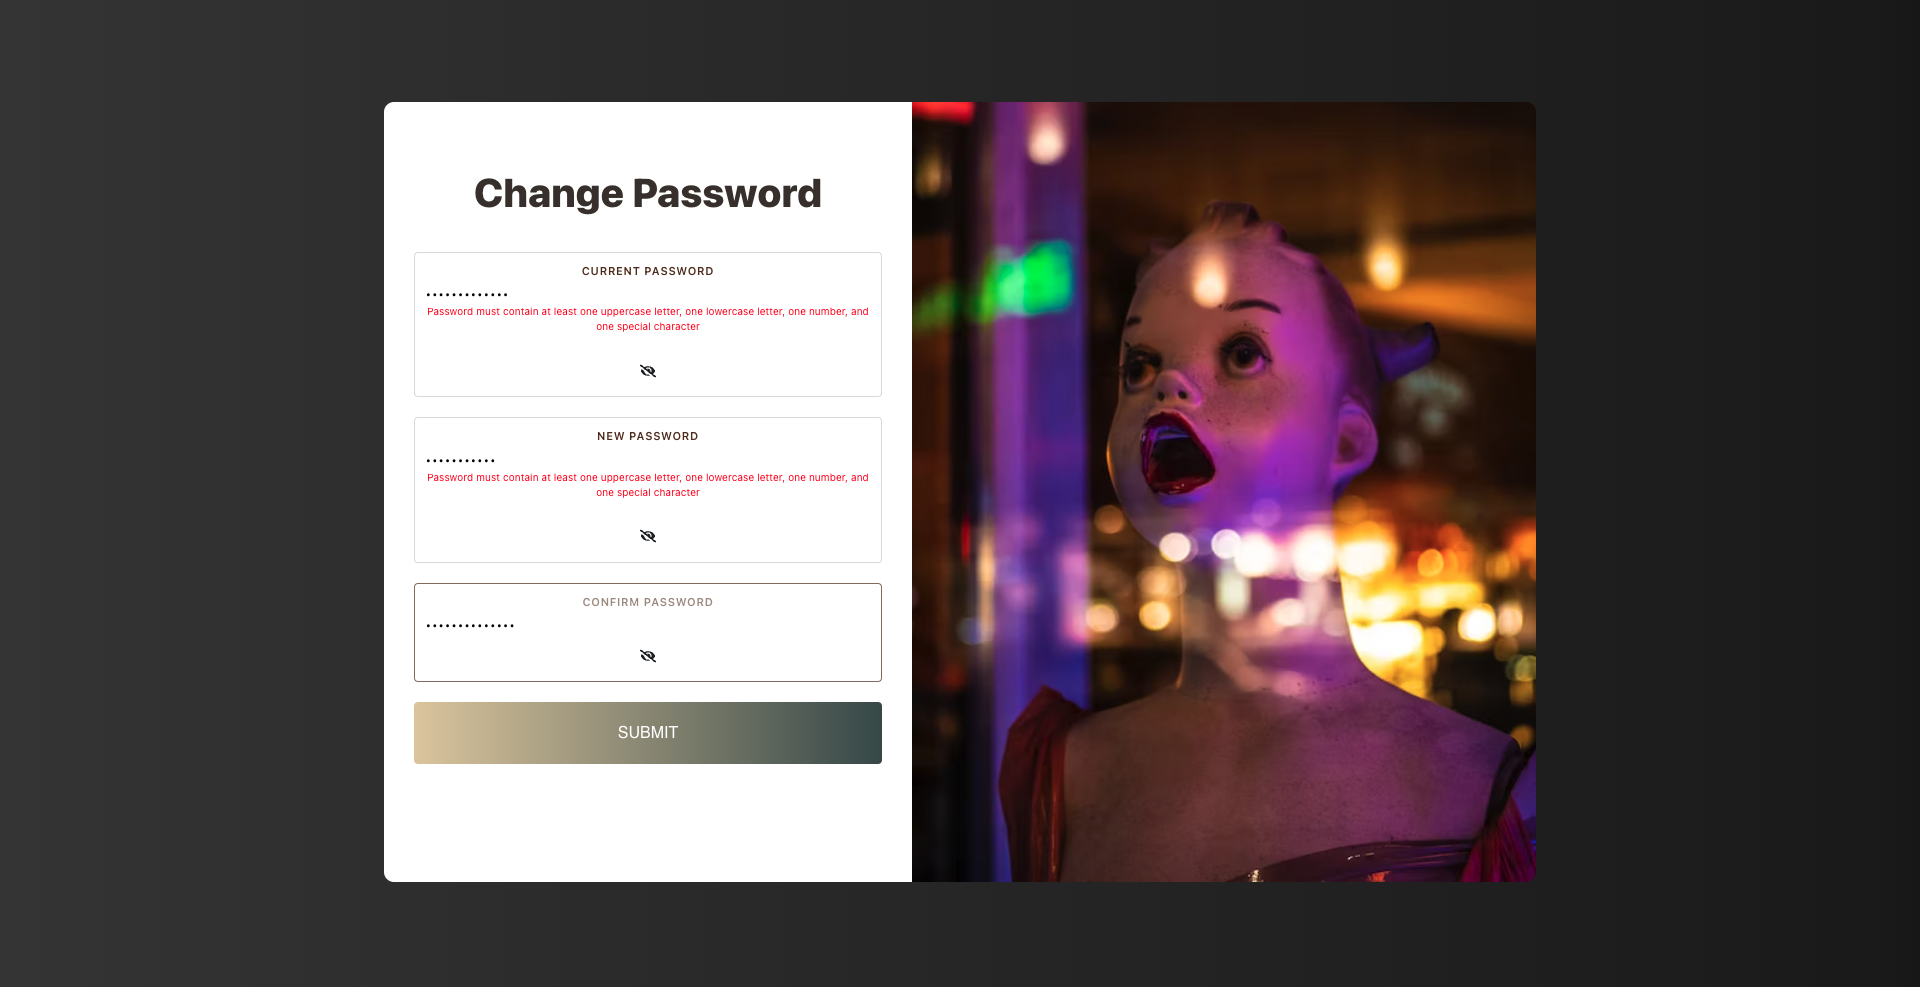 Change Password
CURRENT PASSWORD
•••••••••••••
Password must contain at least one uppercase letter, one lowercase letter, one number, and
one special character
NEW PASSWORD
•••••••••••
Password must contain at least one uppercase letter, one lowercase letter, one number, and
one special character
CONFIRM PASSWORD
••••••••••••••
SUBMIT